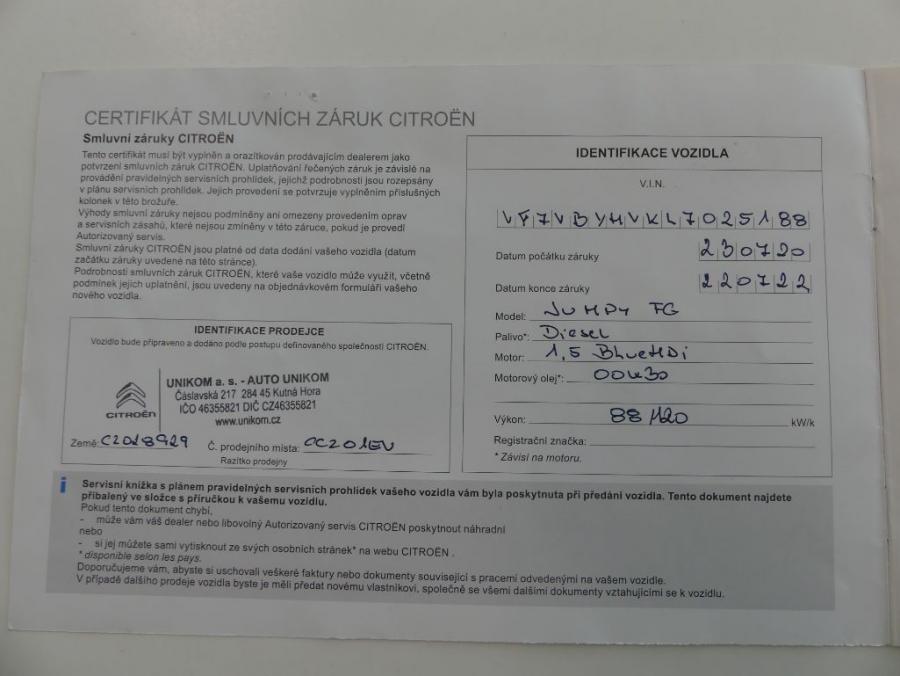 CERTIFIKÁT SMLUVNÍCH ZÁRUK CITROËN
Smluvní záruky CITROËN
Tento certifikát musí být vyplněn a orazítkován prodávajícím dealerem jako
potvrzení smluvních záruk CITROËN. Uplatňování řečených záruk je závislé na
provádění pravidelných servisních prohlídek, jejichž podrobnosti jsou rozepsány
v plánu servisních prohlídek. Jejich provedení se potvrzuje vyplněním příslušných
kolonek v této brožuře.
Výhody smluvní záruky nejsou podmíněny ani omezeny provedením oprav
a servisních zásahů, které nejsou zmíněny v této záruce, pokud je provedl
Autorizovaný servis.
Smluvní záruky CITROËN jsou platné od data dodání vašeho vozidla (datum
začátku záruky uvedené na této stránce).
Podrobnosti smluvních záruk CITROËN, které vaše vozidlo může využít, včetně
podmínek jejich uplatnění, jsou uvedeny na objednávkovém formuláři vašeho
nového vozidla.
IDENTIFIKACE PRODEJCE
Vozidlo bude připraveno a dodáno podle postupu definovaného společností CITROËN.
CITROËN
UNIKOM a. s. - AUTO UNIKOM
Čáslavská 217 284 45 Kutná Hora
IČO 46355821 DIČ CZ46355821
www.unikom.cz
Země: CZ018929 Č. prodejního místa: CCZ01EV
Razítko prodejny
IDENTIFIKACE VOZIDLA
V.I.N.
VF7VBYHVKL7025188
Datum počátku záruky 230720
Datum konce záruky 220722
Model: JUMPY FG
Palivo*: Diesel
Motor: 1,5 BlueHDi
Motorový olej*: 00W30
Výkon: 88/120 kW/k
Registrační značka:
* Závisí na motoru.
i Servisní knížka s plánem pravidelných servisních prohlídek vašeho vozidla vám byla poskytnuta při předání vozidla. Tento dokument najdete
přibalený ve složce s příručkou k vašemu vozidlu.
Pokud tento dokument chybí,
- může vám váš dealer nebo libovolný Autorizovaný servis CITROËN poskytnout náhradní
nebo
- si jej můžete sami vytisknout ze svých osobních stránek* na webu CITROËN .
* disponible selon les pays.
Doporučujeme vám, abyste si uschovali veškeré faktury nebo dokumenty související s pracemi odvedenými na vašem vozidle.
V případě dalšího prodeje vozidla byste je měli předat novému vlastníkovi, společně se všemi dalšími dokumenty vztahujícími se k vozidlu.